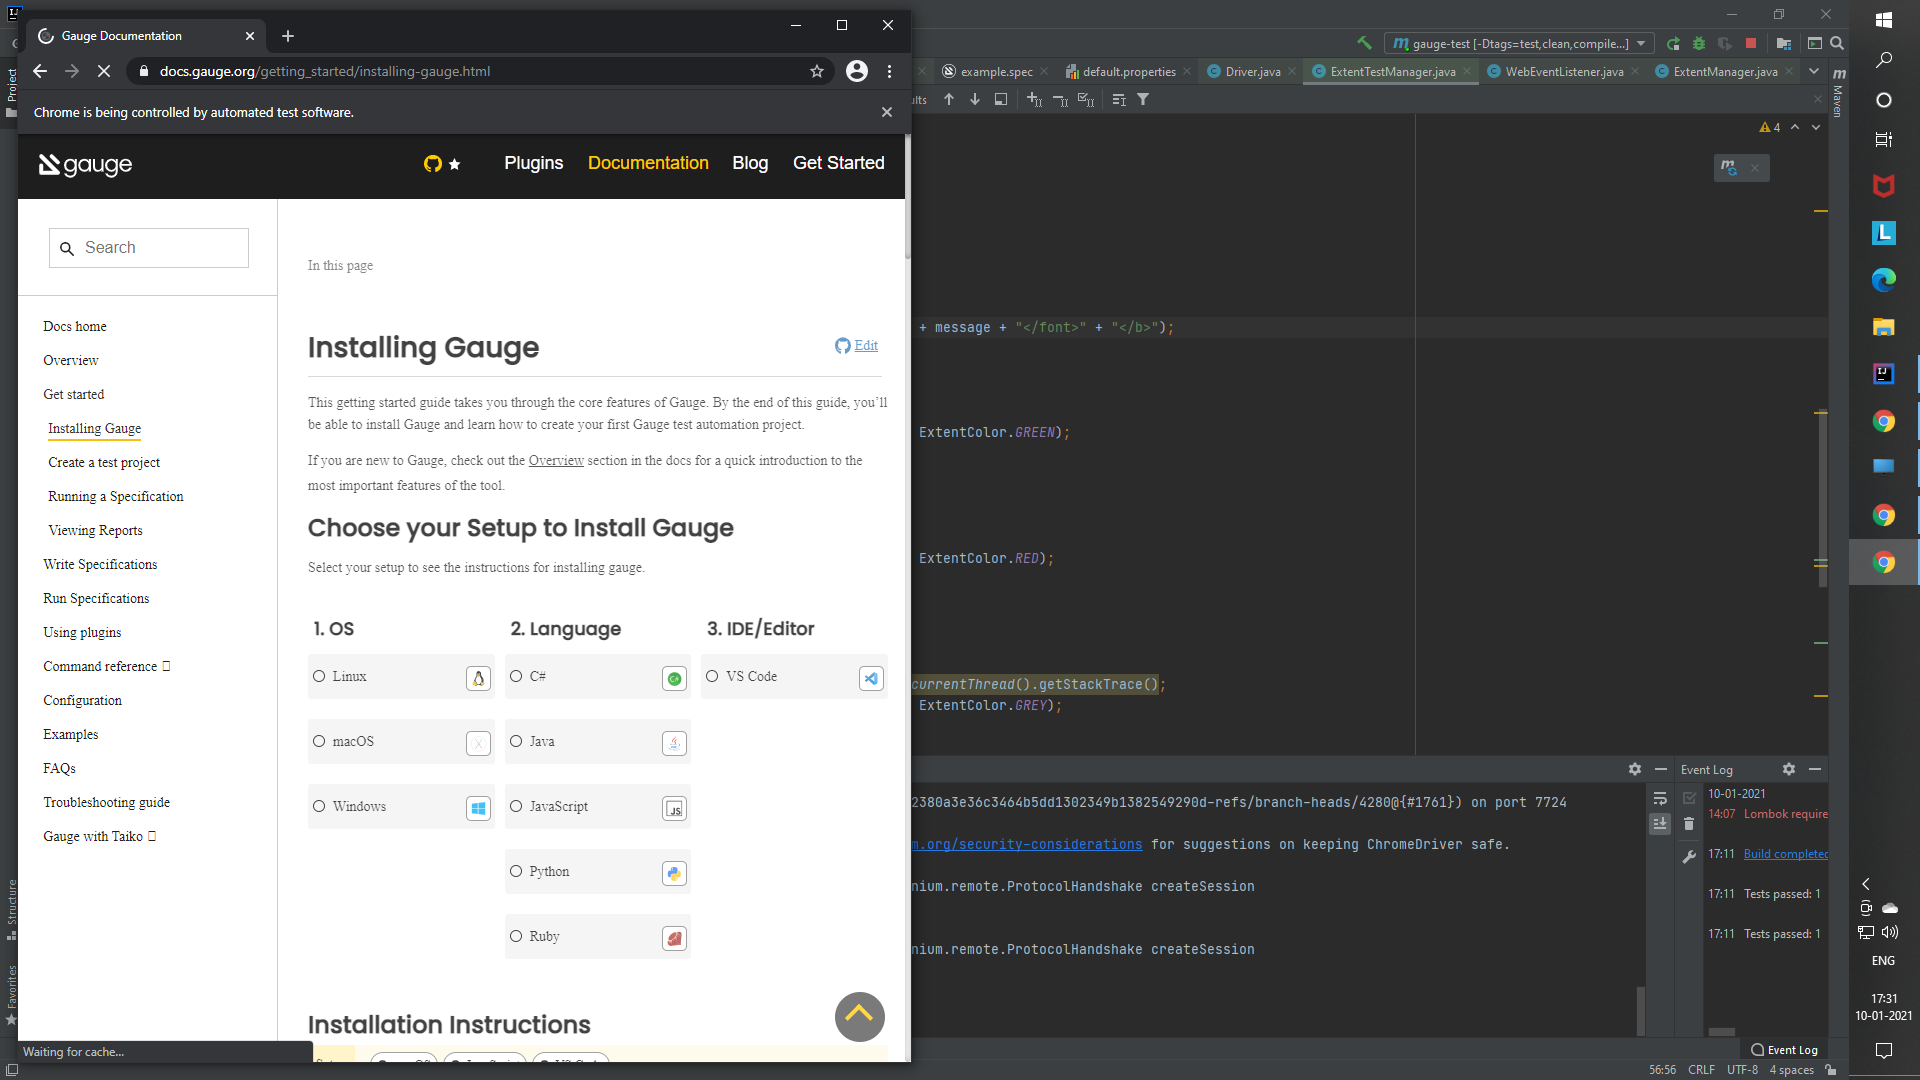 Gauge Documentation
docs.gauge.org/getting_started/installing-gauge.html
Chrome is being controlled by automated test software.
gauge
Plugins
Documentation
Blog
Get Started
Search
Docs home
Overview
Get started
Installing Gauge
Create a test project
Running a Specification
Viewing Reports
Write Specifications
Run Specifications
Using plugins
Command reference
Configuration
Examples
FAQs
Troubleshooting guide
Gauge with Taiko
In this page
Installing Gauge
Edit
This getting started guide takes you through the core features of Gauge. By the end of this guide, you'll
be able to install Gauge and learn how to create your first Gauge test automation project.
If you are new to Gauge, check out the Overview section in the docs for a quick introduction to the
most important features of the tool.
Choose your Setup to Install Gauge
Select your setup to see the instructions for installing gauge.
1. OS
2. Language
3. IDE/Editor
Linux
C#
VS Code
macOS
Java
Windows
JavaScript
JS
Python
Ruby
Installation Instructions
Waiting for cache...
Project
Structure
Favorites
gauge-test [-Dtags=test,clean,compile...]
example.spec
default.properties
Driver.java
ExtentTestManager.java
WebEventListener.java
ExtentManager.java
Maven
4
+ message + "</font>" + "</b>");
ExtentColor.GREEN);
ExtentColor.RED);
currentThread().getStackTrace();
ExtentColor.GREY);
2380a3e36c3464b5dd1302349b1382549290d-refs/branch-heads/4280@{#1761}) on port 7724
m.org/security-considerations for suggestions on keeping ChromeDriver safe.
nium.remote.ProtocolHandshake createSession
nium.remote.ProtocolHandshake createSession
Event Log
10-01-2021
14:07 Lombok require
17:11 Build completed
17:11 Tests passed: 1
17:11 Tests passed: 1
Event Log
56:56 CRLF UTF-8 4 spaces
ENG
17:31
10-01-2021